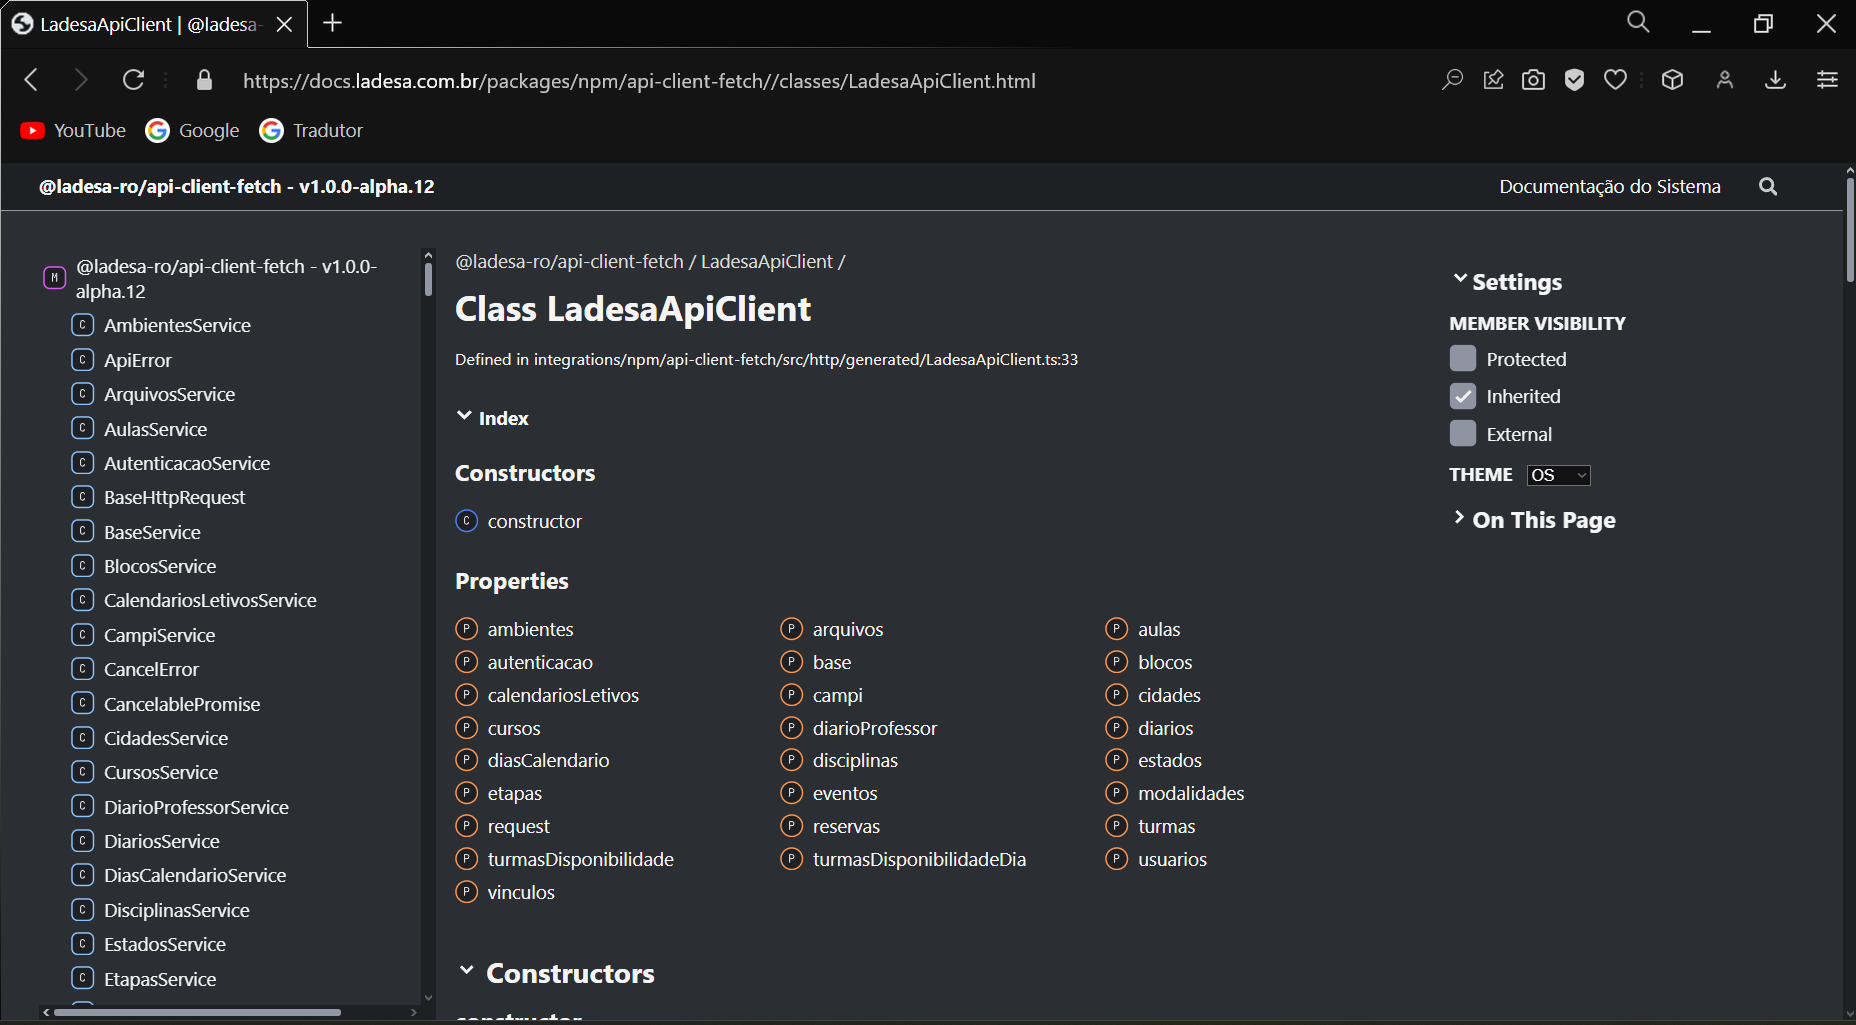 LadesaApiClient | @ladesa-
https://docs.ladesa.com.br/packages/npm/api-client-fetch//classes/LadesaApiClient.html
YouTube Google Tradutor
@ladesa-ro/api-client-fetch - v1.0.0-alpha.12
Documentação do Sistema
M
@ladesa-ro/api-client-fetch - v1.0.0-
alpha.12
C AmbientesService
C ApiError
C ArquivosService
C AulasService
C AutenticacaoService
C BaseHttpRequest
C BaseService
C BlocosService
C CalendariosLetivosService
C CampiService
C CancelError
C CancelablePromise
C CidadesService
C CursosService
C DiarioProfessorService
C DiariosService
C DiasCalendarioService
C DisciplinasService
C EstadosService
C EtapasService
@ladesa-ro/api-client-fetch / LadesaApiClient /
Class LadesaApiClient
Defined in integrations/npm/api-client-fetch/src/http/generated/LadesaApiClient.ts:33
Index
Constructors
C constructor
Properties
P ambientes P arquivos P aulas
P autenticacao P base P blocos
P calendariosLetivos P campi P cidades
P cursos P diarioProfessor P diarios
P diasCalendario P disciplinas P estados
P etapas P eventos P modalidades
P request P reservas P turmas
P turmasDisponibilidade P turmasDisponibilidadeDia P usuarios
P vinculos
Constructors
constructor
Settings
MEMBER VISIBILITY
Protected
Inherited
External
THEME OS
On This Page